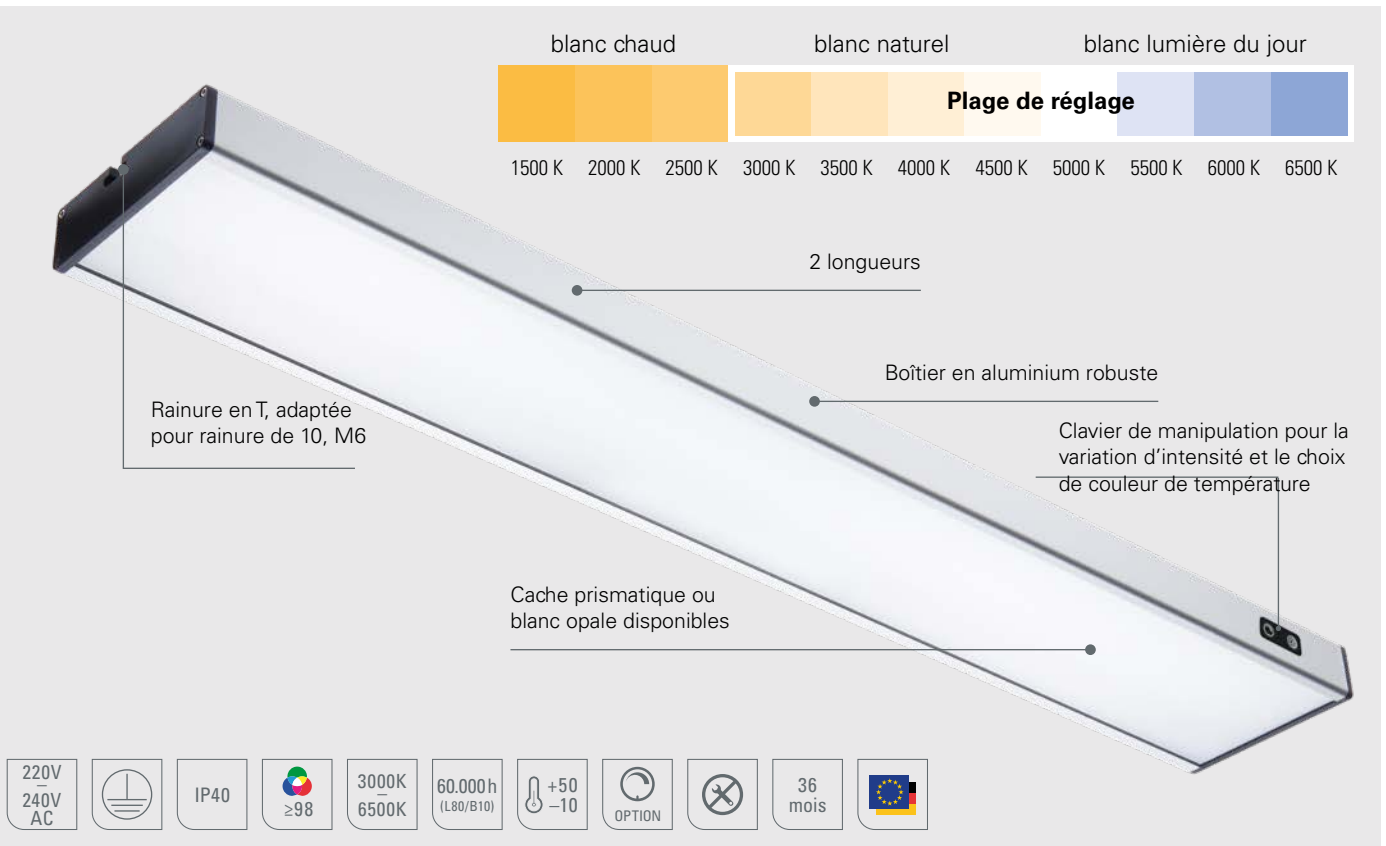 blanc chaud blanc naturel blanc lumière du jour
Plage de réglage
1500 K 2000 K 2500 K 3000 K 3500 K 4000 K 4500 K 5000 K 5500 K 6000 K 6500 K
2 longueurs
Boîtier en aluminium robuste
Rainure en T, adaptée
pour rainure de 10, M6
Clavier de manipulation pour la
variation d’intensité et le choix
de couleur de température
Cache prismatique ou
blanc opale disponibles
220V
–
240V
AC
IP40
≥98
3000K
–
6500K
60.000 h
(L80/B10)
+50
–10
OPTION
36
mois